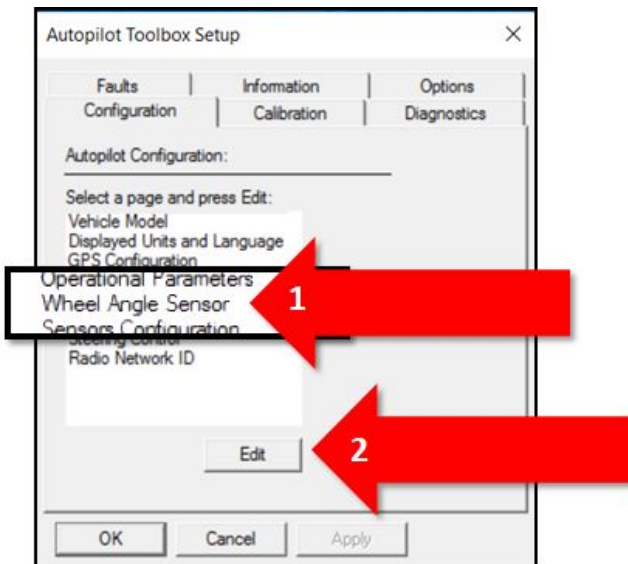 Autopilot Toolbox Setup
Faults Information Options
Configuration Calibration Diagnostics
Autopilot Configuration:
Select a page and press Edit:
Vehicle Model
Displayed Units and Language
GPS Configuration
Operational Parameters
Wheel Angle Sensor
1
Sensors Configuration
Steering Control
Radio Network ID
Edit
2
OK Cancel Apply